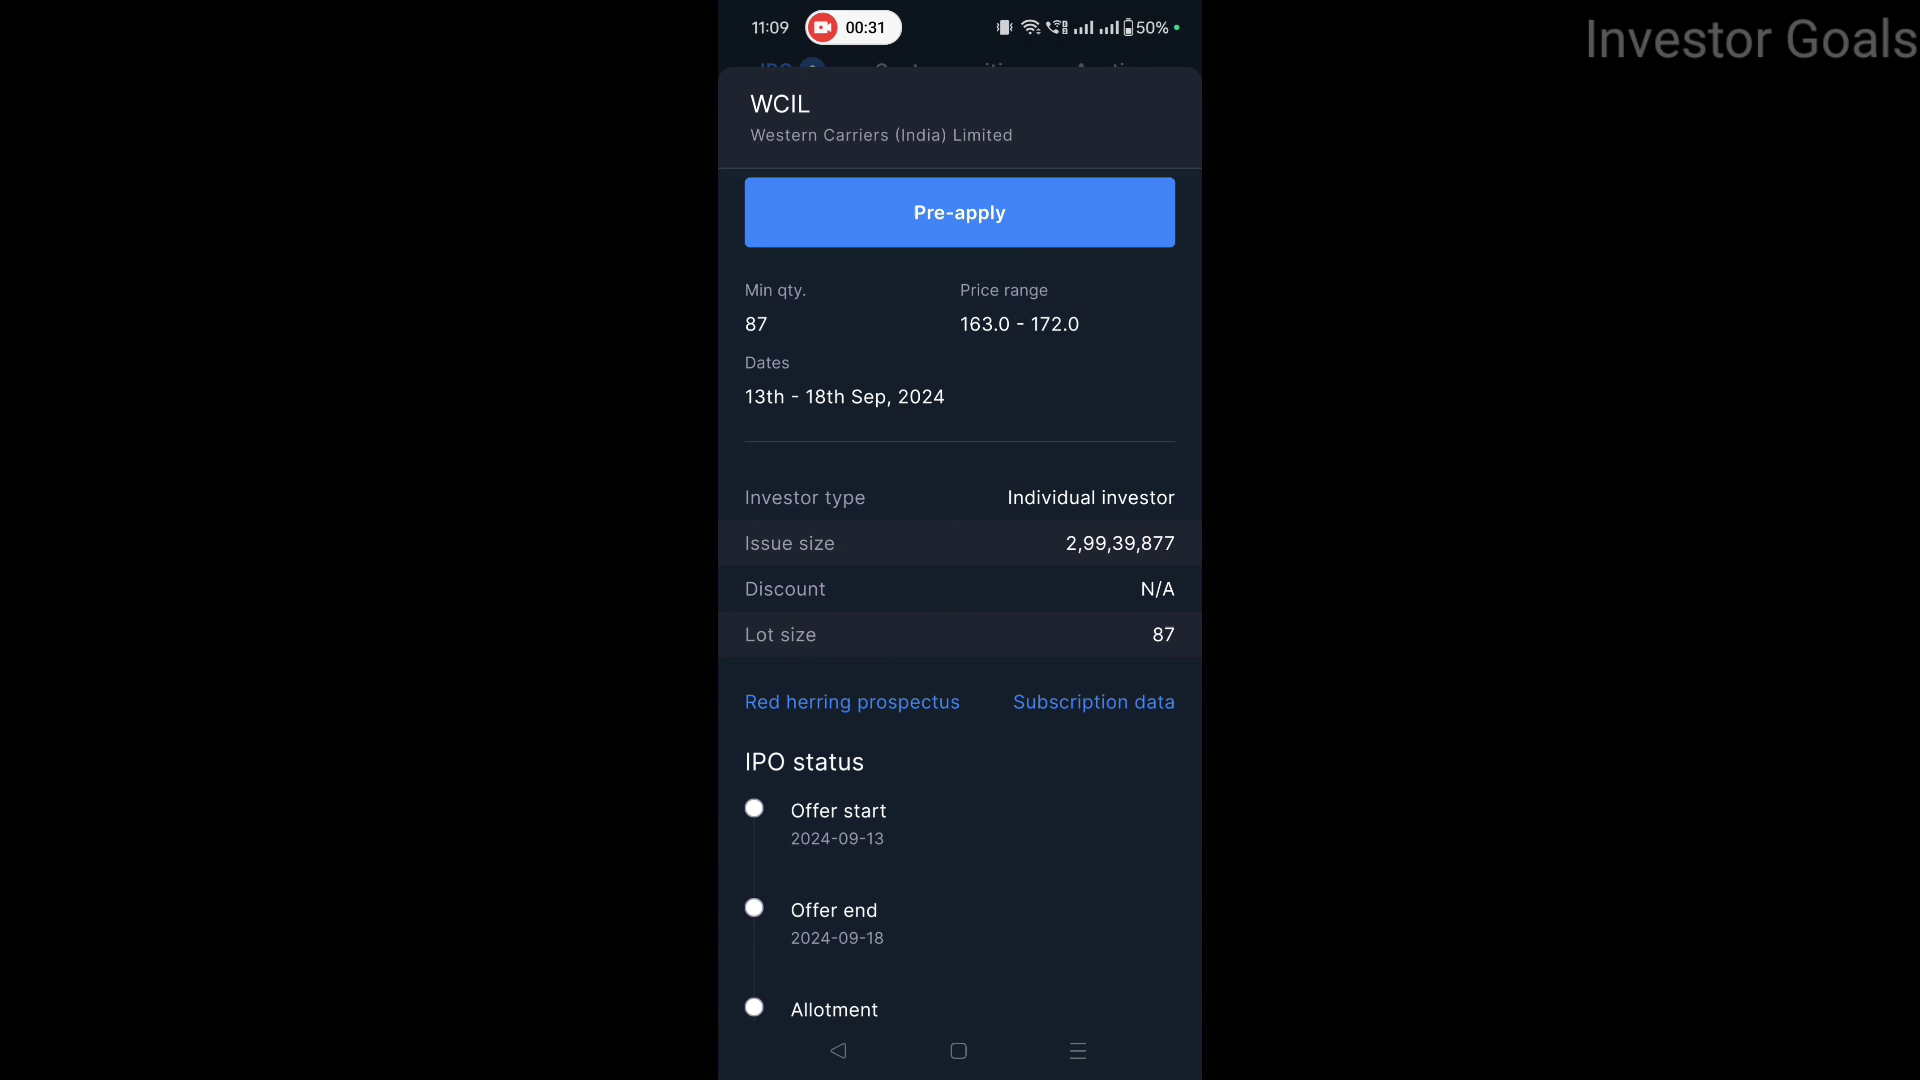 11:09 00:31 50%
Investor Goals
IPO
WCIL
Western Carriers (India) Limited
Pre-apply
Min qty. Price range
87 163.0 - 172.0
Dates
13th - 18th Sep, 2024
Investor type Individual investor
Issue size 2,99,39,877
Discount N/A
Lot size 87
Red herring prospectus Subscription data
IPO status
Offer start
2024-09-13
Offer end
2024-09-18
Allotment